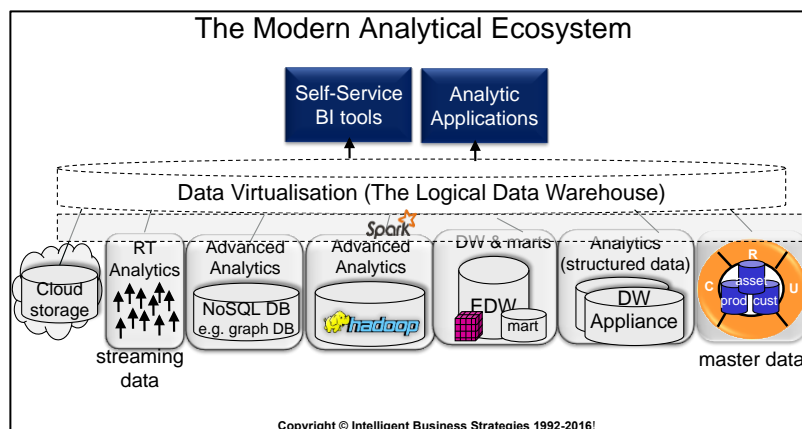 The Modern Analytical Ecosystem
Self-Service
BI tools
Analytic
Applications
Data Virtualisation (The Logical Data Warehouse)
Spark
Cloud
storage
RT
Analytics
streaming
data
Advanced
Analytics
NoSQL DB
e.g. graph DB
Advanced
Analytics
hadoop
DW & marts
EDW
mart
Analytics
(structured data)
DW
Appliance
C
R
U
asset
prod
cust
master data
Copyright © Intelligent Business Strategies 1992-2016!